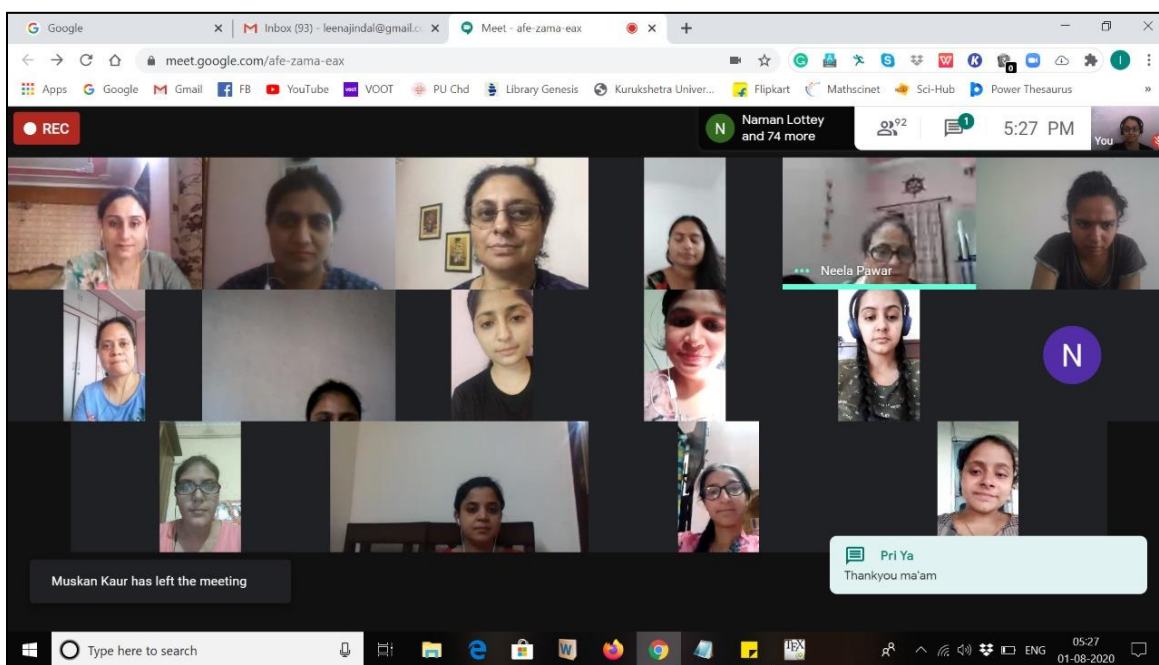 Google
Inbox (93) - leenajindal@gmail.c
Meet - afe-zama-eax
meet.google.com/afe-zama-eax
Apps Google Gmail FB YouTube VOOT PU Chd Library Genesis Kurukshetra Univer... Flipkart Mathscinet Sci-Hub Power Thesaurus »
REC
N Naman Lottey
and 74 more
92
1
5:27 PM
You
Neela Pawar
N
Pri Ya
Thankyou ma'am
Muskan Kaur has left the meeting
Type here to search
ENG
05:27
01-08-2020